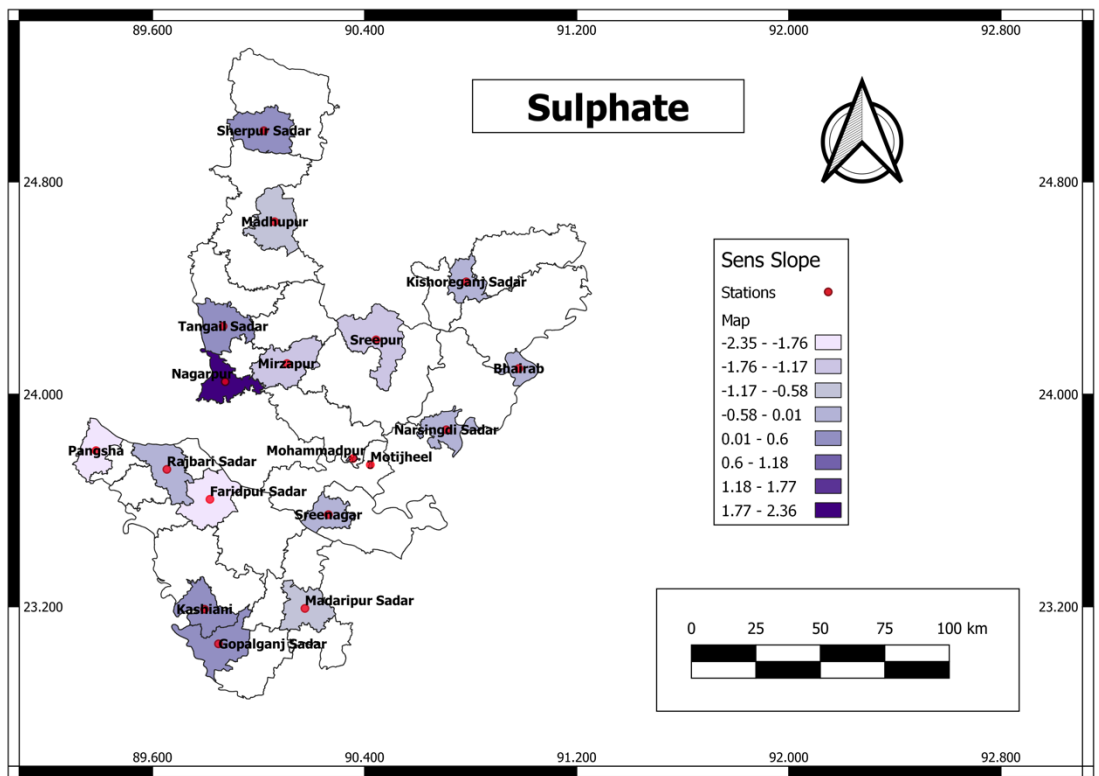 89.600 90.400 91.200 92.000 92.800
Sulphate
Sherpur Sadar
24.800 24.800
Madhupur
Kishoreganj Sadar
Sens Slope
Stations
Map
-2.35 - -1.76
-1.76 - -1.17
-1.17 - -0.58
-0.58 - 0.01
0.01 - 0.6
0.6 - 1.18
1.18 - 1.77
1.77 - 2.36
Tangail Sadar
Sreepur
Mirzapur
Bhairab
Nagarpur
24.000 24.000
Narsingdi Sadar
Pangsha
Mohammadpur
Motijheel
Rajbari Sadar
Faridpur Sadar
Sreenagar
Kashiani
Madaripur Sadar
23.200 23.200
Gopalganj Sadar
0 25 50 75 100 km
89.600 90.400 91.200 92.000 92.800